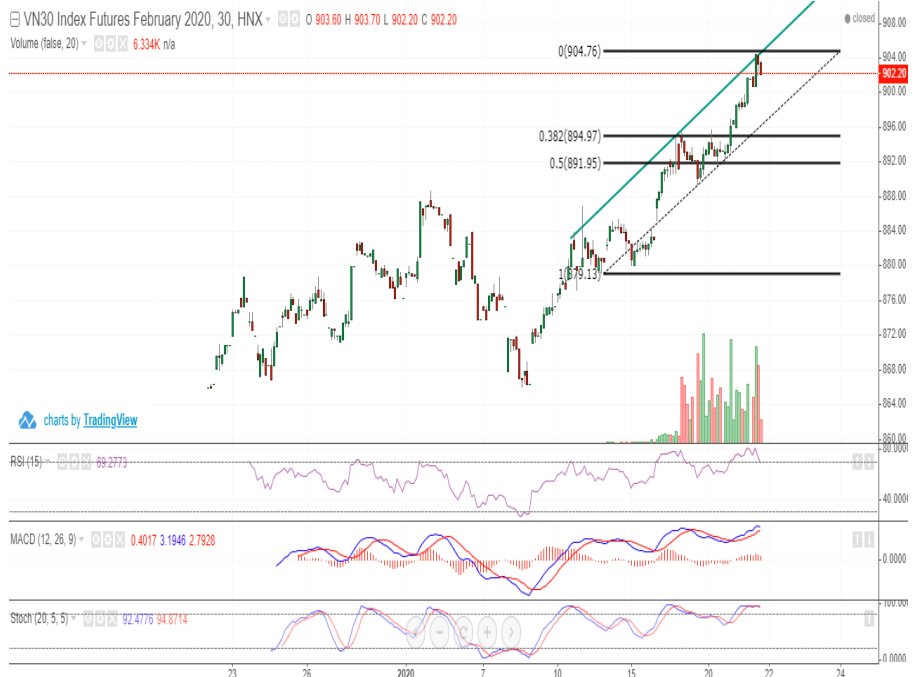 VN30 Index Futures February 2020, 30, HNX O 903.60 H 903.70 L 902.20 C 902.20
closed
Volume (false, 20) 6.334K n/a
908.00
904.00
902.20
900.00
896.00
892.00
888.00
884.00
880.00
876.00
872.00
868.00
864.00
860.00
0(904.76)
0.382(894.97)
0.5(891.95)
1(879.13)
charts by TradingView
RSI (15) 69.2773
80.0000
40.0000
MACD (12, 26, 9) 0.4017 3.1946 2.7928
0.0000
Stoch (20, 5, 5) 92.4776 94.8714
100.0000
0.0000
23 26 2020 7 10 15 20 22 24